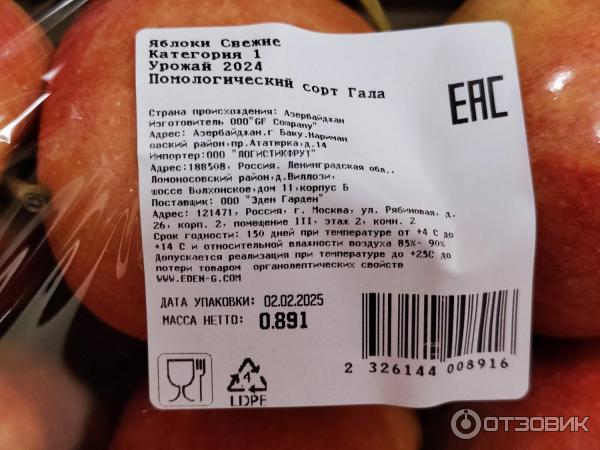 Яблоки Свежие
Категория 1
Урожай 2024
Помологический сорт Гала
EAC
Страна происхождения: Азербайджан
Изготовитель ООО"GF Company"
Адрес: Азербайджан.г Баку.Нариман
овский район,пр.Ататюрка,д.14
Импортер:ООО "ЛОГИСТИКФРУТ"
Адрес:188508, Россия. Ленинградская обл.,
Ломоносовский район,д.Виллози,
шоссе Волхонское,дом 11,корпус Б
Поставщик: ООО "Эден Гарден"
Адрес: 121471, Россия, г. Москва, ул. Рябиновая, д.
26, корп. 2, помещение III, этаж 2, комн. 2
Срок годности: 150 дней при температуре от +4 С до
+14 С и относительной влажности воздуха 85%- 90%
Допускается реализация при температуре до +25С до
потери товаром органолептических свойств
WWW.EDEN-G.COM
ДАТА УПАКОВКИ: 02.02.2025
МАССА НЕТТО: 0.891
2 326144 008916
4
LDPE
ОТЗОВИК